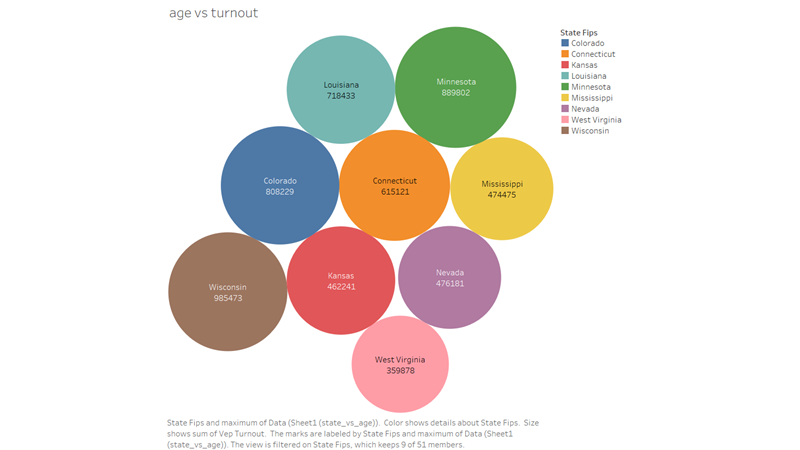 age vs turnout
State Fips
Colorado
Connecticut
Kansas
Louisiana
Minnesota
Mississippi
Nevada
West Virginia
Wisconsin
Louisiana
718433
Minnesota
889802
Colorado
808229
Connecticut
615121
Mississippi
474475
Wisconsin
985473
Kansas
462241
Nevada
476181
West Virginia
359878
State Fips and maximum of Data (Sheet1 (state_vs_age)). Color shows details about State Fips. Size
shows sum of Vep Turnout. The marks are labeled by State Fips and maximum of Data (Sheet1
(state_vs_age)). The view is filtered on State Fips, which keeps 9 of 51 members.